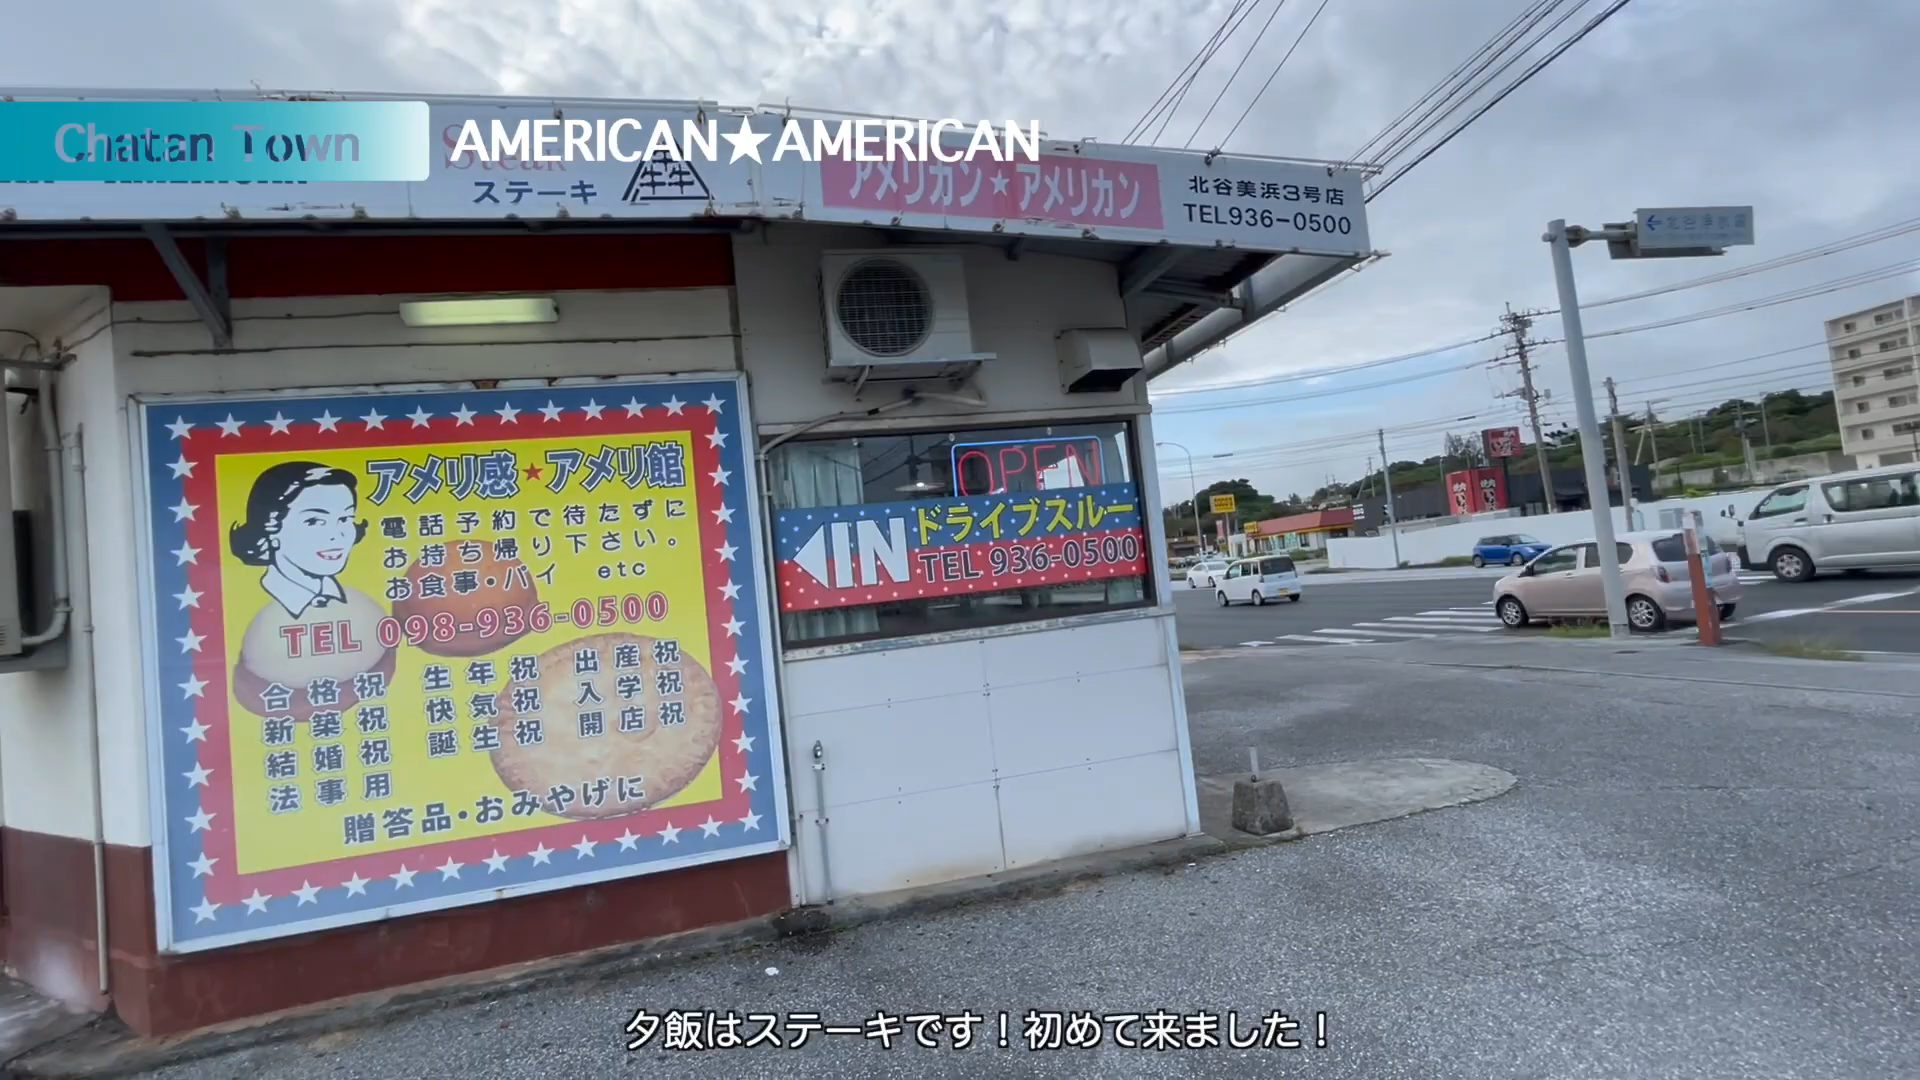 Chatan Town
AMERICAN★AMERICAN
Steak
ステーキ
アメリカン★アメリカン
北谷美浜3号店
TEL936-0500
アメリ感★アメリ館
電話予約で待たずに
お持ち帰り下さい。
お食事・パイ etc
TEL 098-936-0500
合格祝 生年祝 出産祝
新築祝 快気祝 入学祝
結婚祝 誕生祝 開店祝
法事用
贈答品・おみやげに
OPEN
IN ドライブスルー
TEL 936-0500
夕飯はステーキです！初めて来ました！